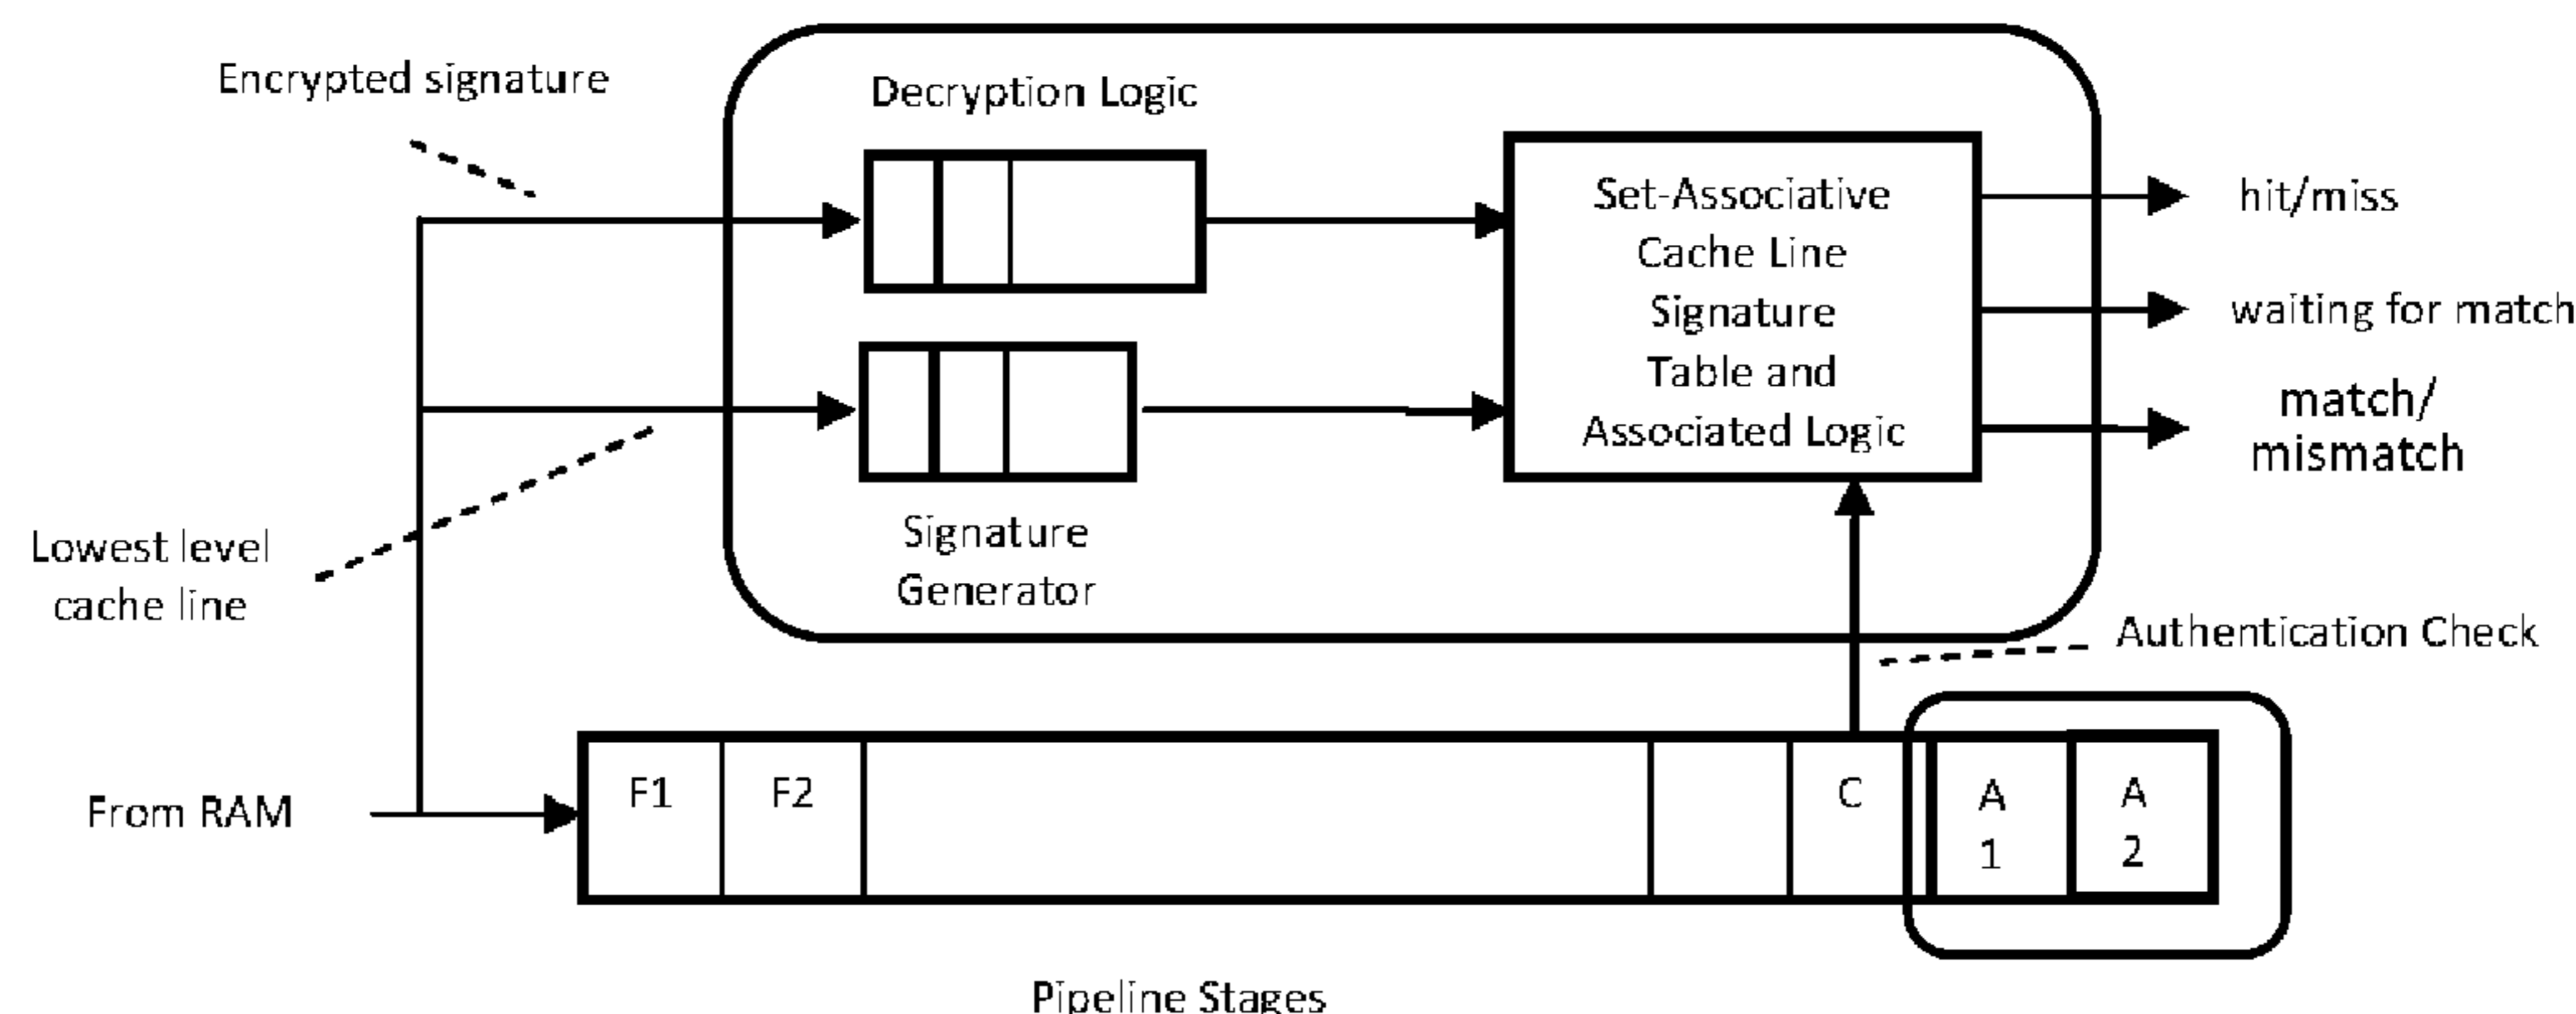 Encrypted signature
Decryption Logic
Set-Associative
Cache Line
Signature
Table and
Associated Logic
hit/miss
waiting for match
match/
mismatch
Lowest level
cache line
Signature
Generator
Authentication Check
From RAM
F1
F2
C
A
1
A
2
Pipeline Stages